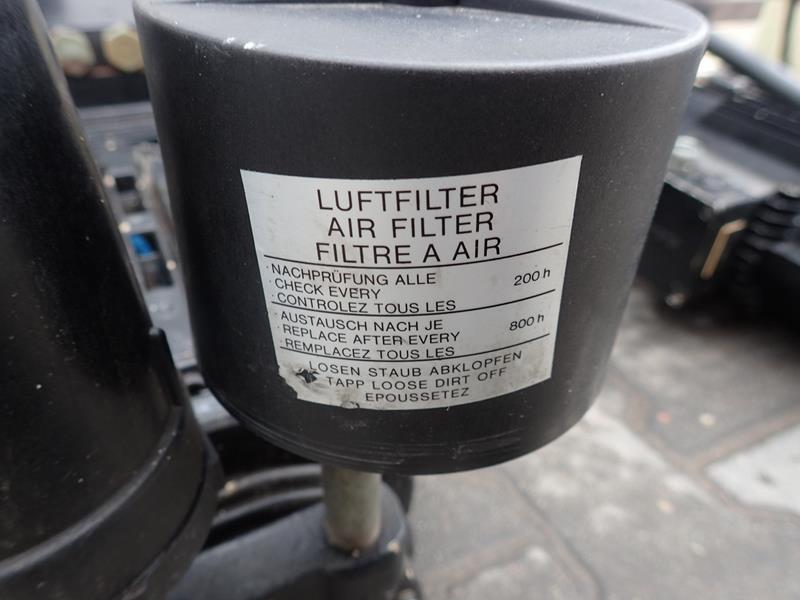 LUFTFILTER
AIR FILTER
FILTRE A AIR
· NACHPRÜFUNG ALLE
· CHECK EVERY 200 h
· CONTROLEZ TOUS LES
· AUSTAUSCH NACH JE
· REPLACE AFTER EVERY 800 h
· REMPLACEZ TOUS LES
LOSEN STAUB ABKLOPFEN
TAPP LOOSE DIRT OFF
EPOUSSETEZ